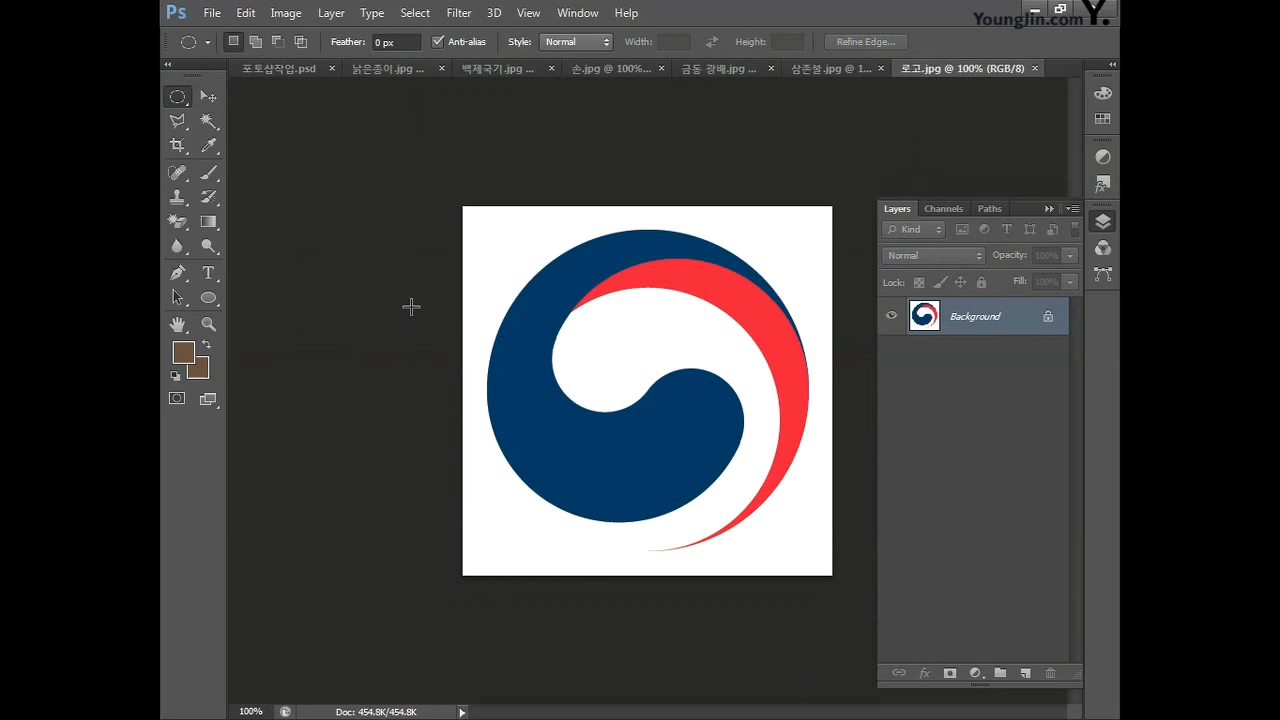 Ps File Edit Image Layer Type Select Filter 3D View Window Help
YoungJin.com Y.
Feather: 0 px Anti-alias Style: Normal Width: Height: Refine Edge...
포토샵작업.psd × 낡은종이.jpg ... × 백제국기.jpg ... × 손.jpg @ 100%... × 금동 광배.jpg ... × 삼존불.jpg @ 1... × 로고.jpg @ 100% (RGB/8) ×
Layers Channels Paths
Kind
Normal Opacity: 100%
Lock: Fill: 100%
Background
100% Doc: 454.8K/454.8K